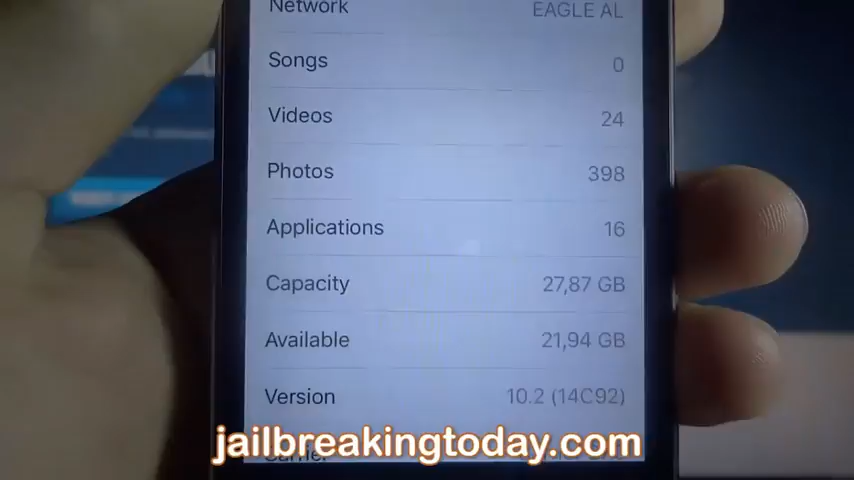 Network EAGLE AL
Songs 0
Videos 24
Photos 398
Applications 16
Capacity 27,87 GB
Available 21,94 GB
Version 10.2 (14C92)
jailbreakingtoday.com
Carrier